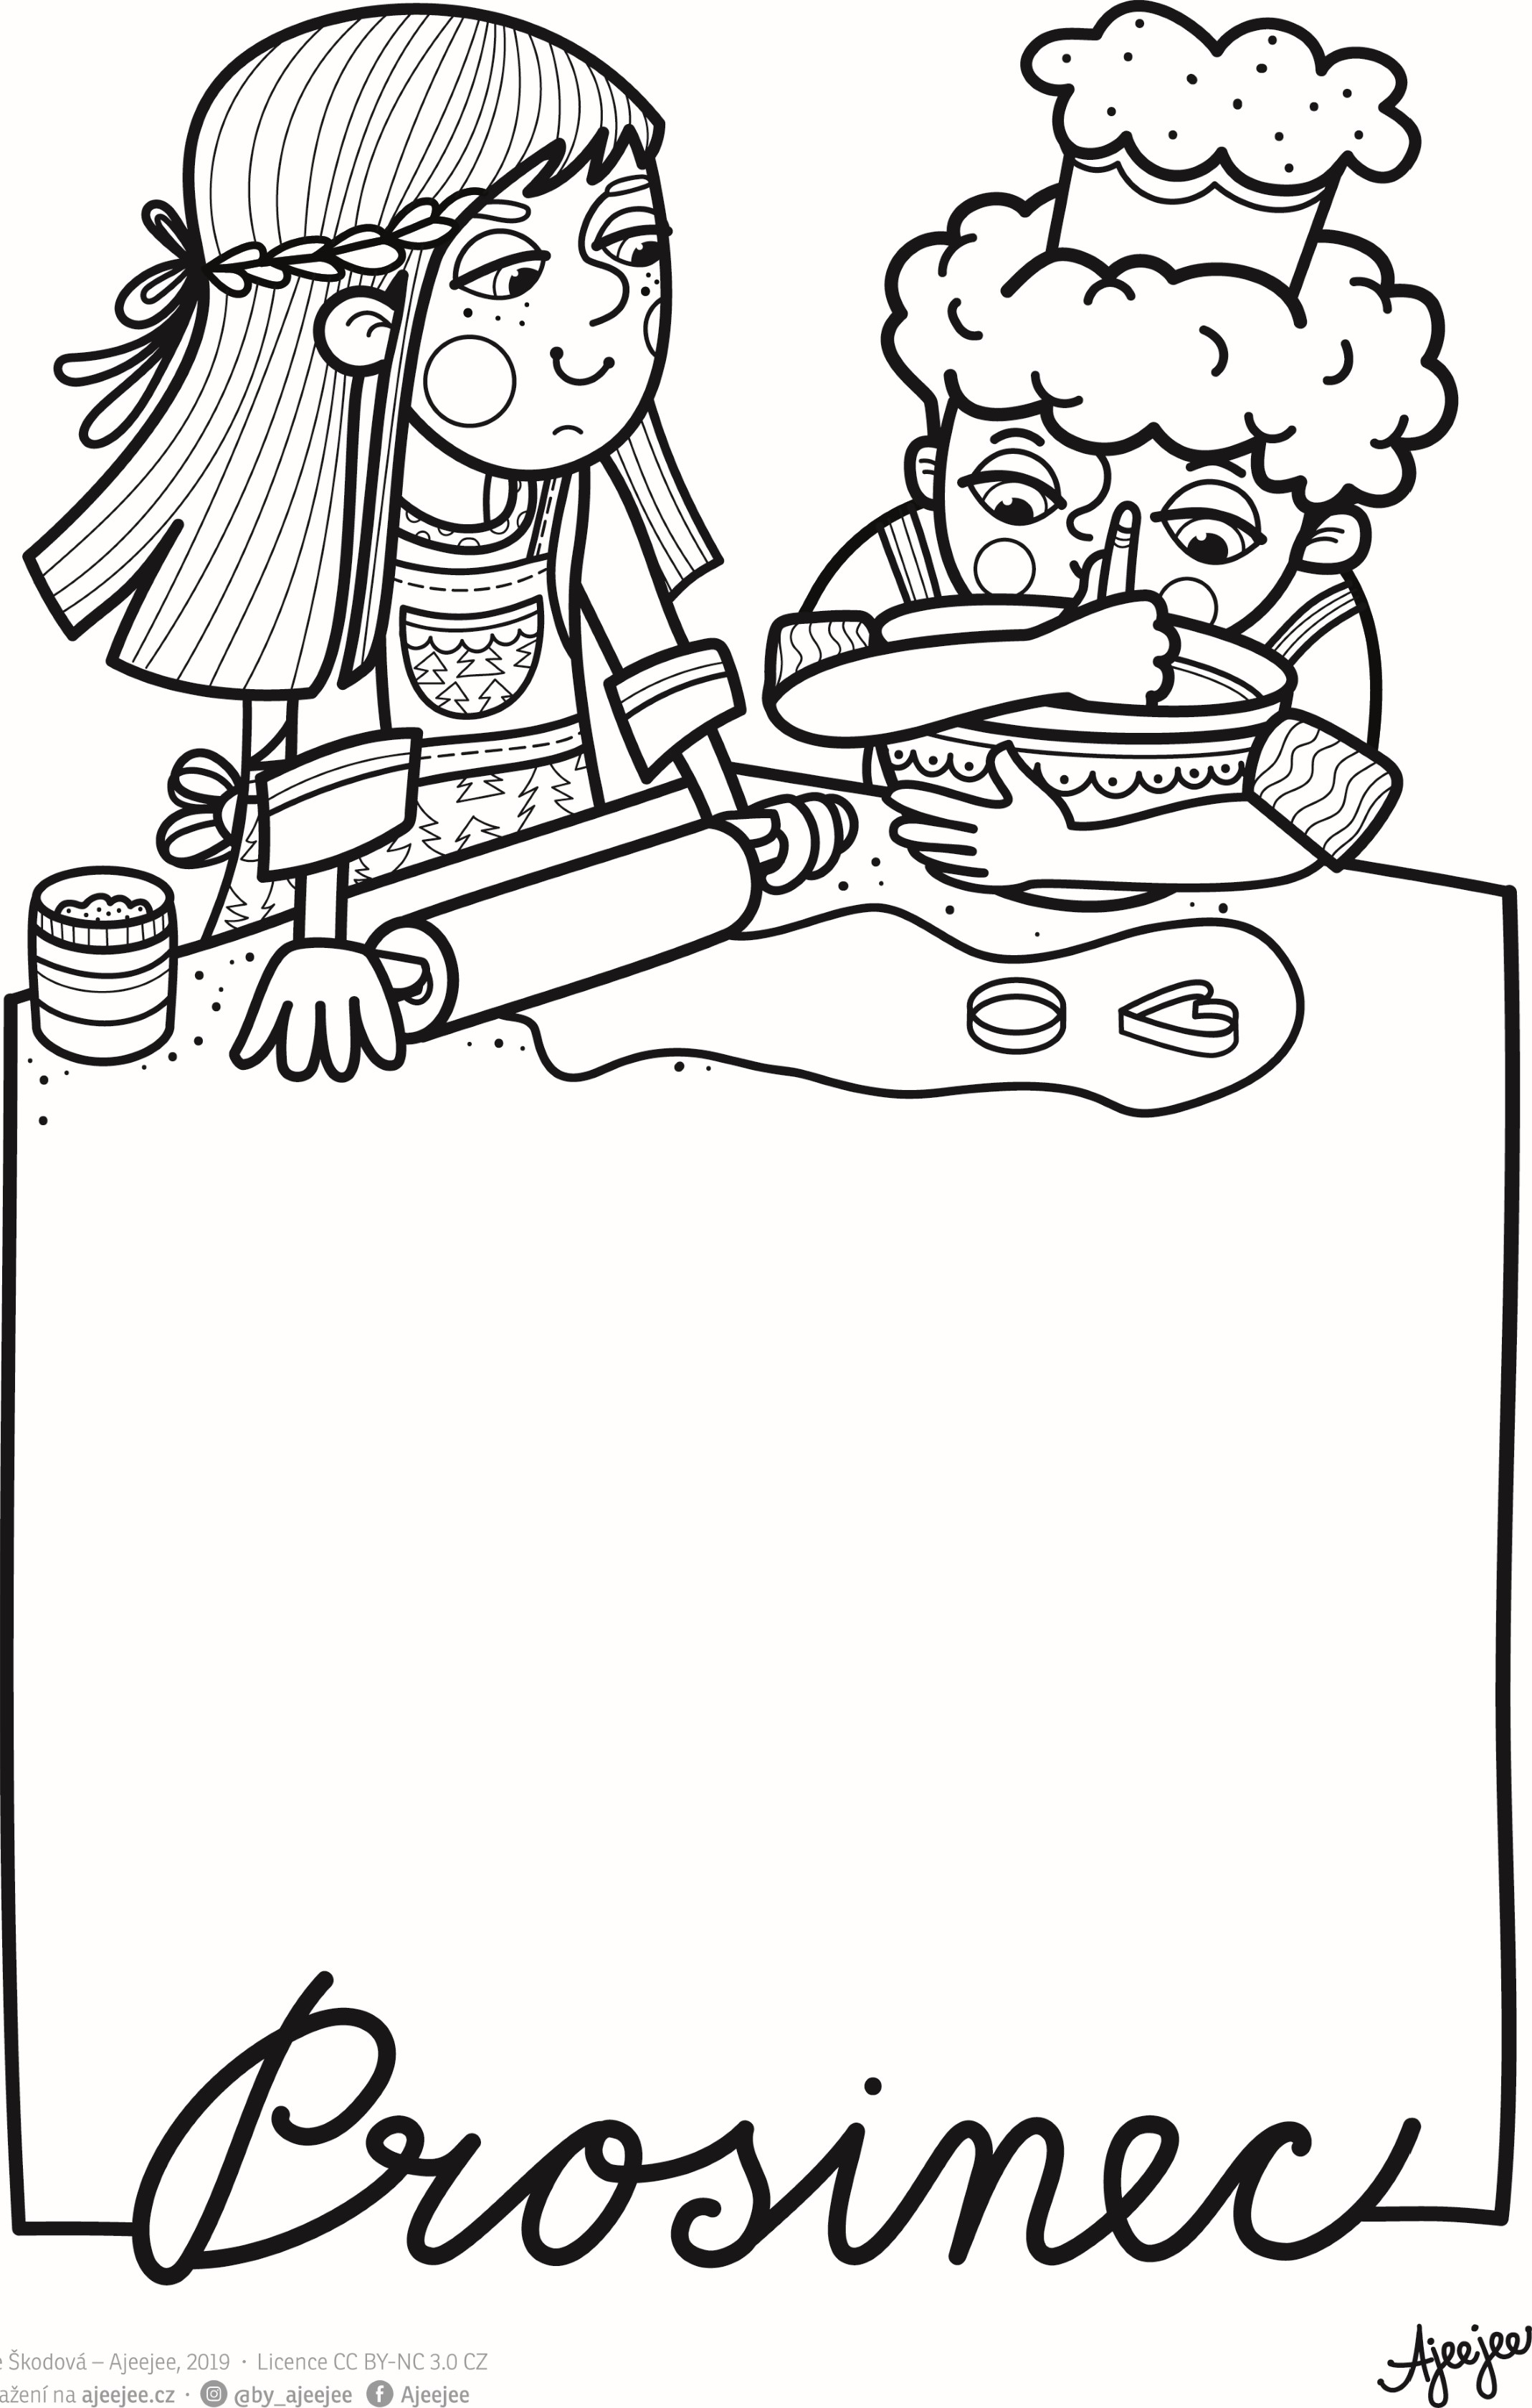 Prosinec
Ajeejee
Škodová – Ajeejee, 2019 · Licence CC BY-NC 3.0 CZ
ažení na ajeejee.cz · @by_ajeejee Ajeejee